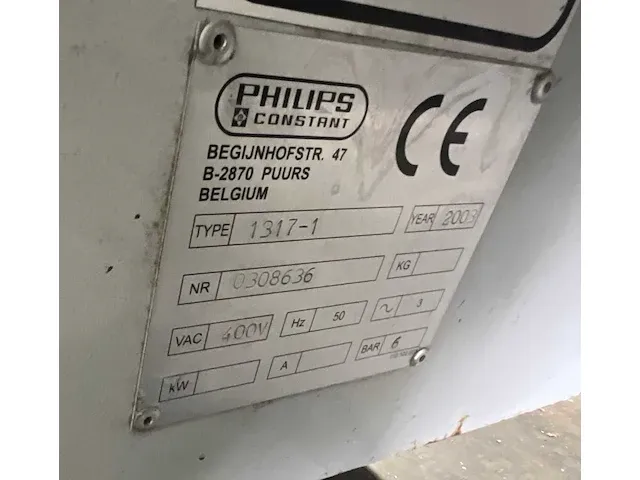 PHILIPS
CONSTANT
CE
BEGIJNHOFSTR. 47
B-2870 PUURS
BELGIUM
TYPE 1317-1 YEAR 2003
NR 0308636 KG
VAC 400V Hz 50 ~ 3
kW A BAR 6